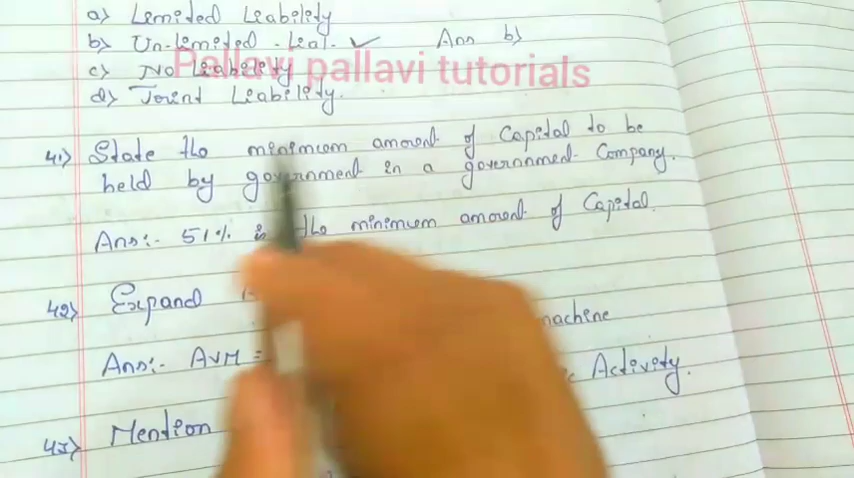 a) Limited Liability
b) Un-limited - Lial. ✓ Ans b)
c) No Liability
Pallavi pallavi tutorials
d) Joint Liability.
41) State the minimum amount of Capital to be
held by government in a government Company.
Ans:- 51% is the minimum amount of Capital.
42) Expand machine
Ans:- AVM = Activity.
43) Mention